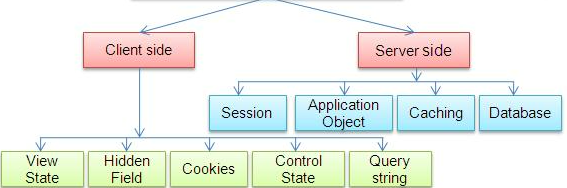 Client side
Server side
Session
Application
Object
Caching
Database
View
State
Hidden
Field
Cookies
Control
State
Query
string